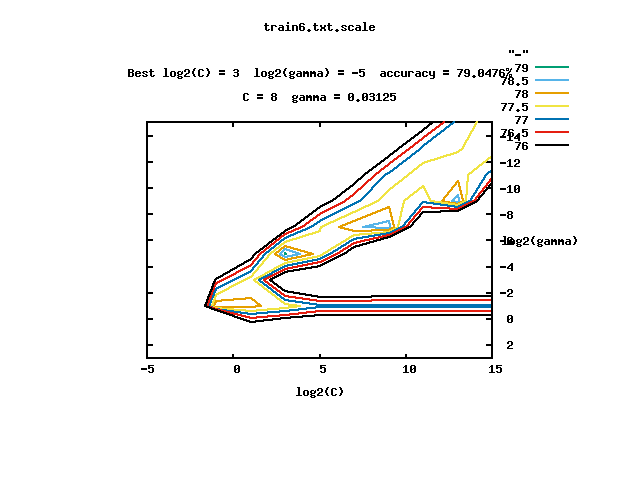 train6.txt.scale
"-"
Best log2(C) = 3  log2(gamma) = -5  accuracy = 79.0476%
79
78.5
78
77.5
77
76.5
76
C = 8  gamma = 0.03125
-14
-12
-10
-8
-6
log2(gamma)
-4
-2
0
2
-5 0 5 10 15
log2(C)